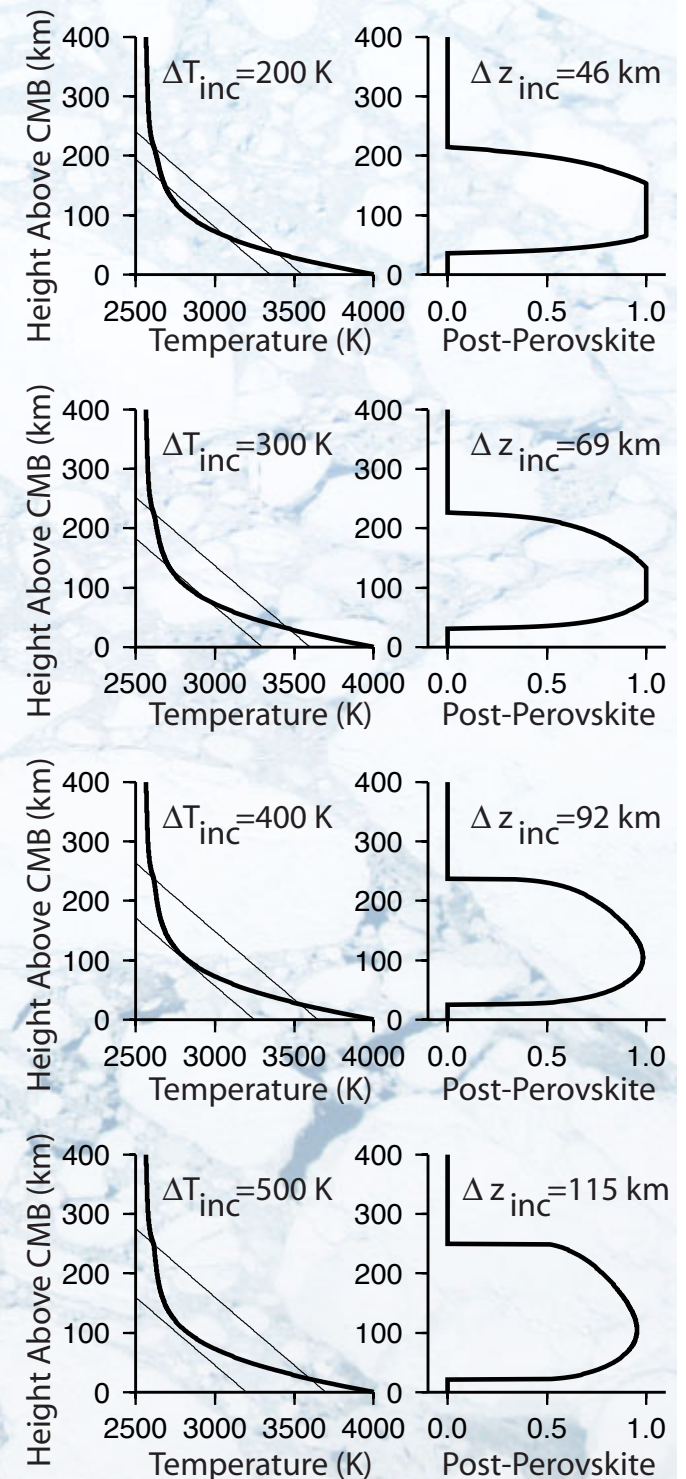 Height Above CMB (km)
400
300
200
100
0
ΔTinc=200 K
2500 3000 3500 4000
Temperature (K)
400
300
200
100
0
Δ zinc=46 km
0.0 0.5 1.0
Post-Perovskite
Height Above CMB (km)
400
300
200
100
0
ΔTinc=300 K
2500 3000 3500 4000
Temperature (K)
400
300
200
100
0
Δ zinc=69 km
0.0 0.5 1.0
Post-Perovskite
Height Above CMB (km)
400
300
200
100
0
ΔTinc=400 K
2500 3000 3500 4000
Temperature (K)
400
300
200
100
0
Δ zinc=92 km
0.0 0.5 1.0
Post-Perovskite
Height Above CMB (km)
400
300
200
100
0
ΔTinc=500 K
2500 3000 3500 4000
Temperature (K)
400
300
200
100
0
Δ zinc=115 km
0.0 0.5 1.0
Post-Perovskite